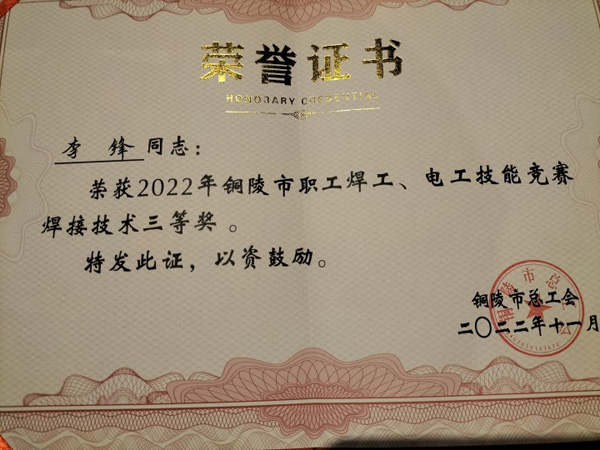 荣誉证书
HONORARY CREDENTIAL
李 锋 同志：
荣获2022年铜陵市职工焊工、电工技能竞赛
焊接技术三等奖。
特发此证，以资鼓励。
铜陵市总工会
二〇二二年十一月